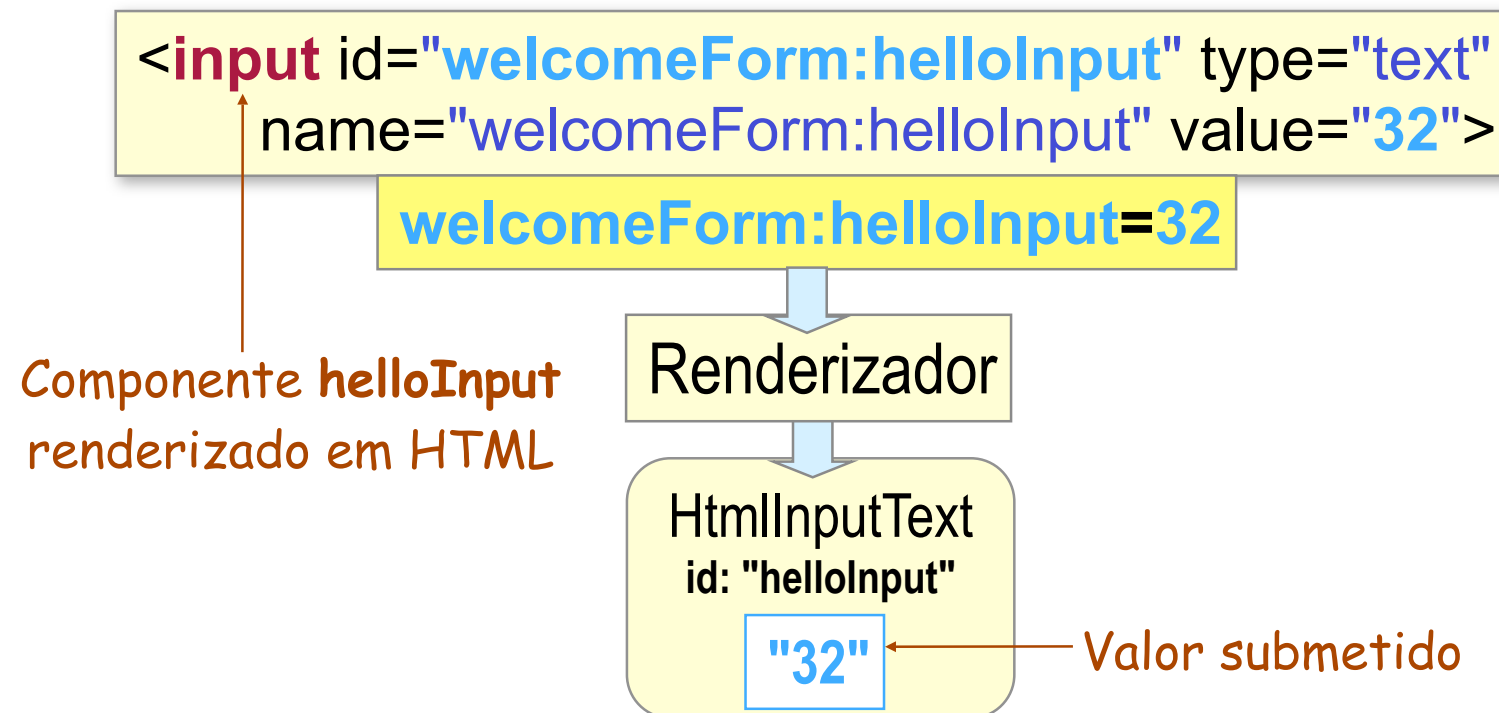 <input id="welcomeForm:helloInput" type="text"
name="welcomeForm:helloInput" value="32">
welcomeForm:helloInput=32
Renderizador
Componente helloInput
renderizado em HTML
HtmlInputText
id: "helloInput"
"32"
Valor submetido